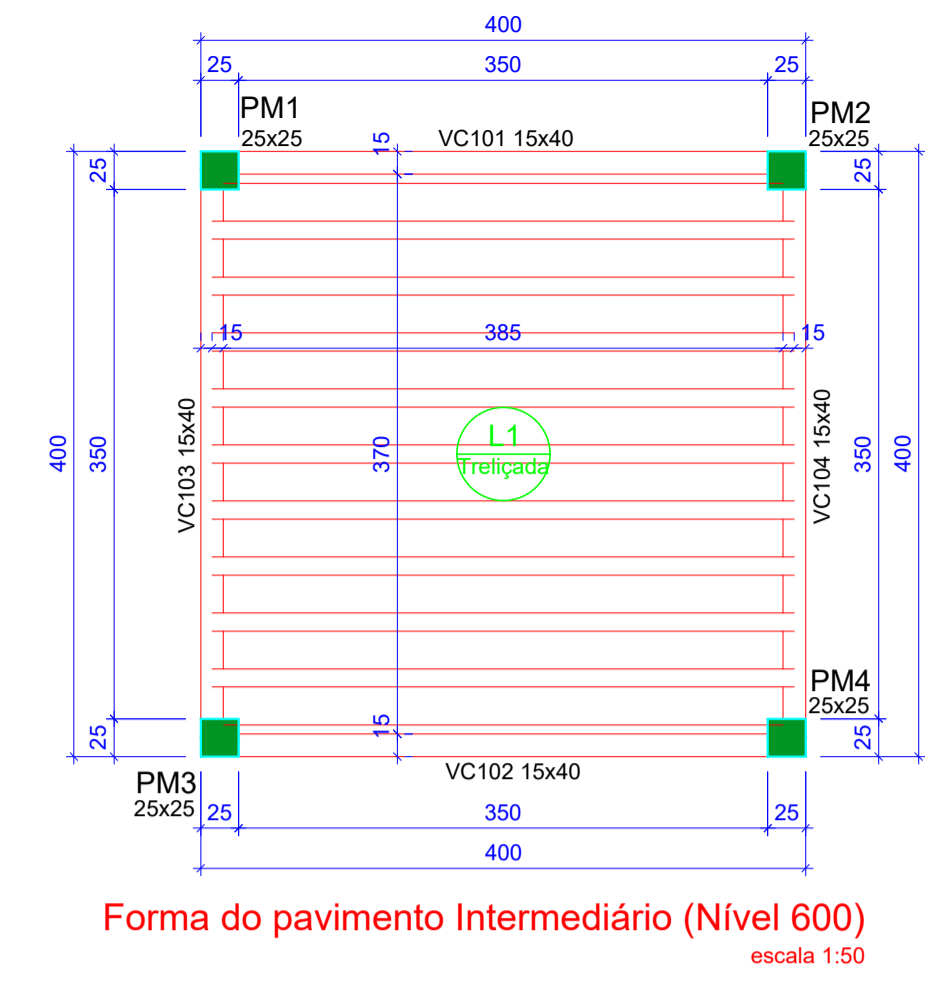 400
25 350 25
PM1
25x25
15
VC101 15x40
PM2
25x25
25
25
15 385 15
400
350
VC103 15x40
370
L1
Treliçada
VC104 15x40
350
400
PM4
25x25
25
15
25
VC102 15x40
PM3
25x25
25 350 25
400
Forma do pavimento Intermediário (Nível 600)
escala 1:50